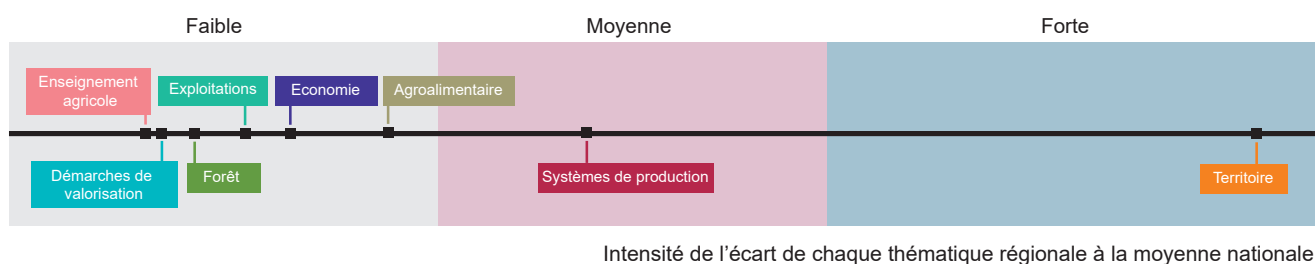 Faible
Moyenne
Forte
Enseignement
agricole
Exploitations
Economie
Agroalimentaire
Démarches de
valorisation
Forêt
Systèmes de production
Territoire
Intensité de l'écart de chaque thématique régionale à la moyenne nationale